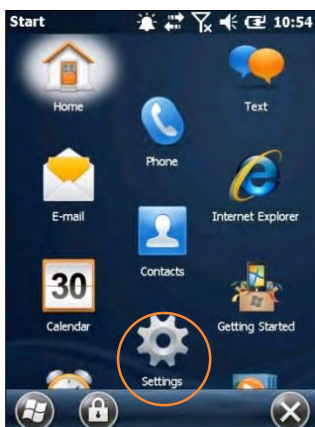 Start 10:54
Home
Text
Phone
E-mail
Internet Explorer
Contacts
30
Calendar
Getting Started
Settings